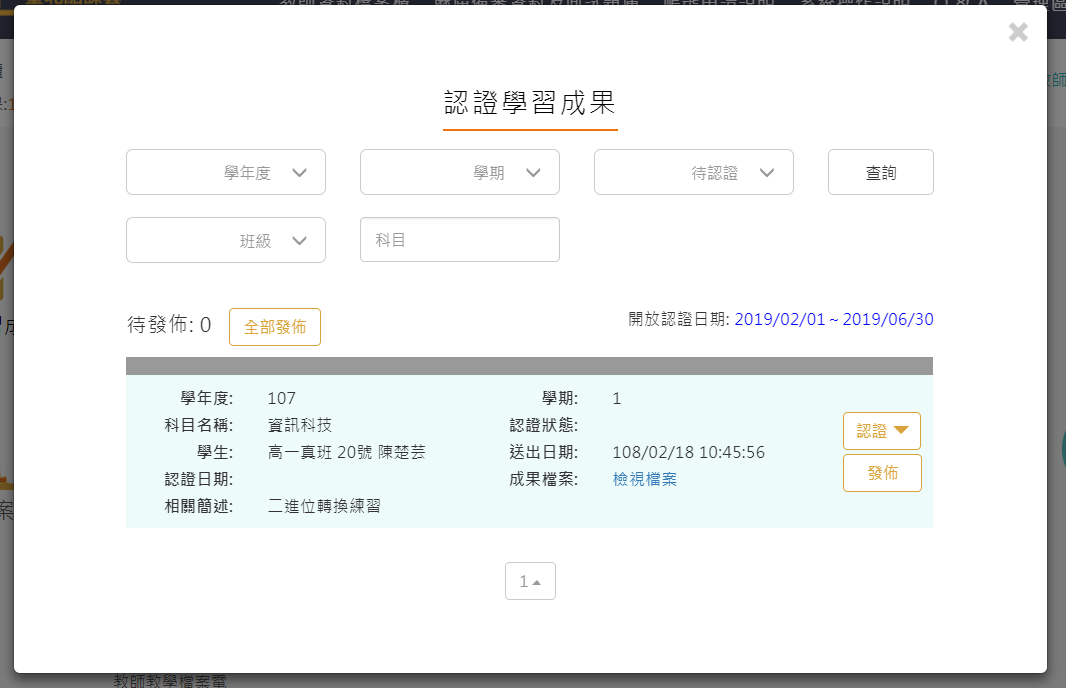 認證學習成果
學年度
學期
待認證
查詢
班級
科目
待發佈: 0
全部發佈
開放認證日期: 2019/02/01 ~ 2019/06/30
學年度: 107 學期: 1
科目名稱: 資訊科技 認證狀態:
認證
學生: 高一真班 20號 陳楚芸 送出日期: 108/02/18 10:45:56
認證日期: 成果檔案: 檢視檔案
發佈
相關簡述: 二進位轉換練習
1
教師教學檔案電